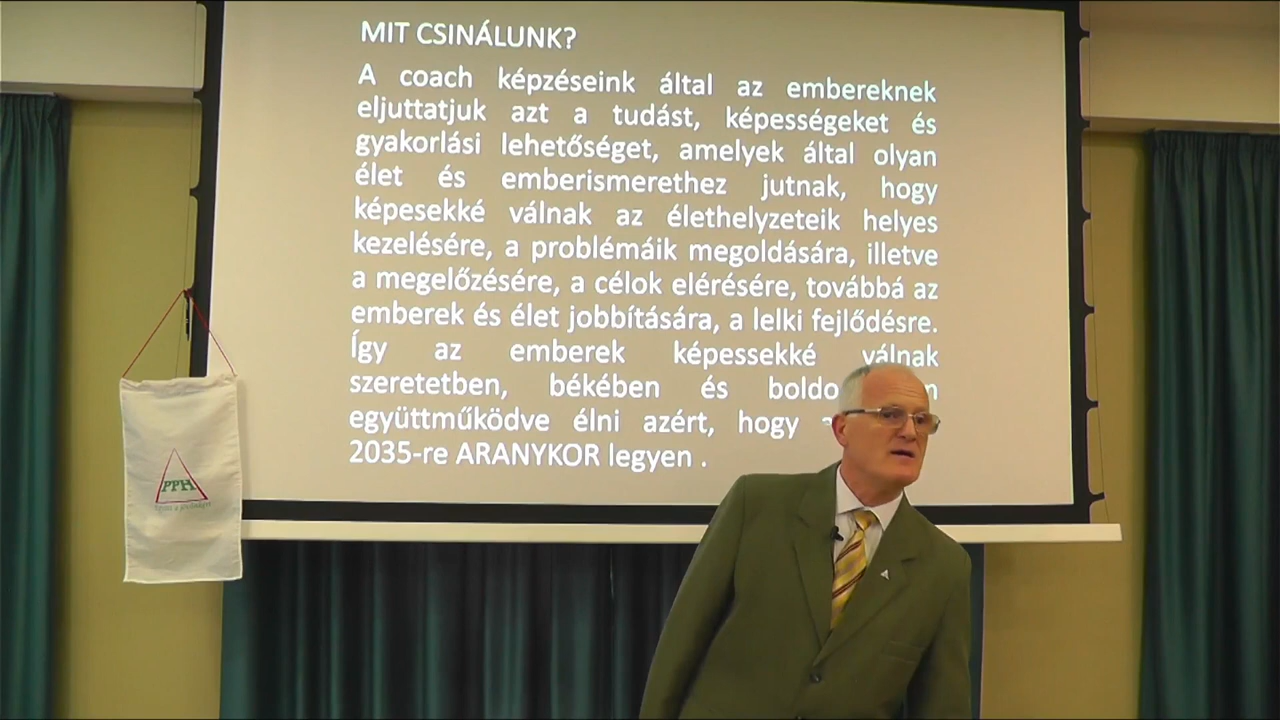 MIT CSINÁLUNK?
A coach képzéseink által az embereknek
eljuttatjuk azt a tudást, képességeket és
gyakorlási lehetőséget, amelyek által olyan
élet és emberismerethez jutnak, hogy
képesekké válnak az élethelyzeteik helyes
kezelésére, a problémáik megoldására, illetve
a megelőzésére, a célok elérésére, továbbá az
emberek és élet jobbítására, a lelki fejlődésre.
Így az emberek képessekké válnak
szeretetben, békében és
együttműködve élni azért, hogy
2035-re ARANYKOR legyen .
PPH